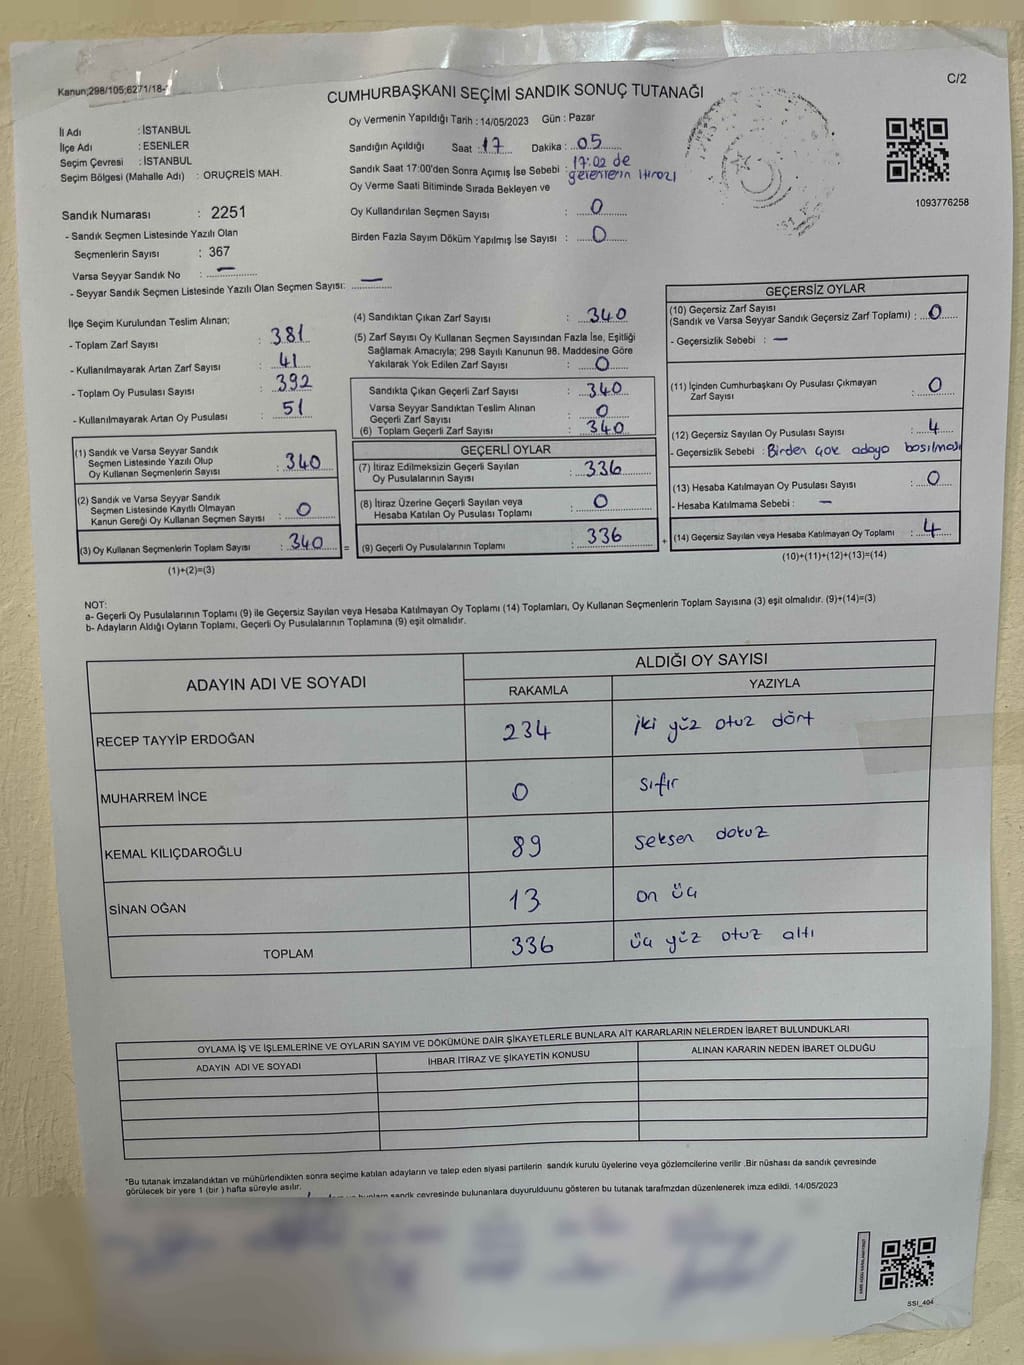 Kanun;298/105;6271/18-
C/2
CUMHURBAŞKANI SEÇİMİ SANDIK SONUÇ TUTANAĞI
İl Adı : İSTANBUL
İlçe Adı : ESENLER
Seçim Çevresi : İSTANBUL
Seçim Bölgesi (Mahalle Adı) : ORUÇREİS MAH.
Sandık Numarası : 2251
- Sandık Seçmen Listesinde Yazılı Olan
Seçmenlerin Sayısı : 367
Varsa Seyyar Sandık No : —
- Seyyar Sandık Seçmen Listesinde Yazılı Olan Seçmen Sayısı: —
Oy Vermenin Yapıldığı Tarih : 14/05/2023 Gün : Pazar
Sandığın Açıldığı Saat : 17 Dakika : 05
Sandık Saat 17:00'den Sonra Açımış İse Sebebi : 17:02 de
gelenlerin itirazı
Oy Verme Saati Bitiminde Sırada Bekleyen ve
Oy Kullandırılan Seçmen Sayısı : 0
Birden Fazla Sayım Döküm Yapılmış İse Sayısı : 0
1093776258
İlçe Seçim Kurulundan Teslim Alınan;
- Toplam Zarf Sayısı : 381
- Kullanılmayarak Artan Zarf Sayısı : 41
- Toplam Oy Pusulası Sayısı : 392
- Kullanılmayarak Artan Oy Pusulası : 51
(1) Sandık ve Varsa Seyyar Sandık
Seçmen Listesinde Yazılı Olup
Oy Kullanan Seçmenlerin Sayısı : 340
(2) Sandık ve Varsa Seyyar Sandık
Seçmen Listesinde Kayıtlı Olmayan
Kanun Gereği Oy Kullanan Seçmen Sayısı : 0
(3) Oy Kullanan Seçmenlerin Toplam Sayısı : 340 =
(1)+(2)=(3)
(4) Sandıktan Çıkan Zarf Sayısı : 340
(5) Zarf Sayısı Oy Kullanan Seçmen Sayısından Fazla İse, Eşitliği
Sağlamak Amacıyla; 298 Sayılı Kanunun 98. Maddesine Göre
Yakılarak Yok Edilen Zarf Sayısı : 0
Sandıkta Çıkan Geçerli Zarf Sayısı : 340
Varsa Seyyar Sandıktan Teslim Alınan
Geçerli Zarf Sayısı : 0
(6) Toplam Geçerli Zarf Sayısı : 340
GEÇERLİ OYLAR
(7) İtiraz Edilmeksizin Geçerli Sayılan
Oy Pusulalarının Sayısı : 336
(8) İtiraz Üzerine Geçerli Sayılan veya
Hesaba Katılan Oy Pusulası Toplamı : 0
(9) Geçerli Oy Pusulalarının Toplamı : 336 +
GEÇERSİZ OYLAR
(10) Geçersiz Zarf Sayısı
(Sandık ve Varsa Seyyar Sandık Geçersiz Zarf Toplamı) : 0
- Geçersizlik Sebebi : —
(11) İçinden Cumhurbaşkanı Oy Pusulası Çıkmayan
Zarf Sayısı : 0
(12) Geçersiz Sayılan Oy Pusulası Sayısı : 4
- Geçersizlik Sebebi : Birden çok adaya basılması
(13) Hesaba Katılmayan Oy Pusulası Sayısı : 0
- Hesaba Katılmama Sebebi : —
(14) Geçersiz Sayılan veya Hesaba Katılmayan Oy Toplamı : 4
(10)+(11)+(12)+(13)=(14)
NOT:
a- Geçerli Oy Pusulalarının Toplamı (9) ile Geçersiz Sayılan veya Hesaba Katılmayan Oy Toplamı (14) Toplamları, Oy Kullanan Seçmenlerin Toplam Sayısına (3) eşit olmalıdır. (9)+(14)=(3)
b- Adayların Aldığı Oyların Toplamı, Geçerli Oy Pusulalarının Toplamına (9) eşit olmalıdır.
ADAYIN ADI VE SOYADI
ALDIĞI OY SAYISI
RAKAMLA YAZIYLA
RECEP TAYYİP ERDOĞAN 234 iki yüz otuz dört
MUHARREM İNCE 0 sıfır
KEMAL KILIÇDAROĞLU 89 seksen dokuz
SİNAN OĞAN 13 on üç
TOPLAM 336 üç yüz otuz altı
OYLAMA İŞ VE İŞLEMLERİNE VE OYLARIN SAYIM VE DÖKÜMÜNE DAİR ŞİKAYETLERLE BUNLARA AİT KARARLARIN NELERDEN İBARET BULUNDUKLARI
ADAYIN ADI VE SOYADI İHBAR İTİRAZ VE ŞİKAYETİN KONUSU ALINAN KARARIN NEDEN İBARET OLDUĞU
*Bu tutanak imzalandıktan ve mühürlendikten sonra seçime katılan adayların ve talep eden siyasi partilerin sandık kurulu üyelerine veya gözlemcilerine verilir .Bir nüshası da sandık çevresinde
görülecek bir yere 1 (bir ) hafta süreyle asılır.
sandık çevresinde bulunanlara duyurulduunu gösteren bu tutanak tarafmzdan düzenlenerek imza edildi. 14/05/2023
SSI_404